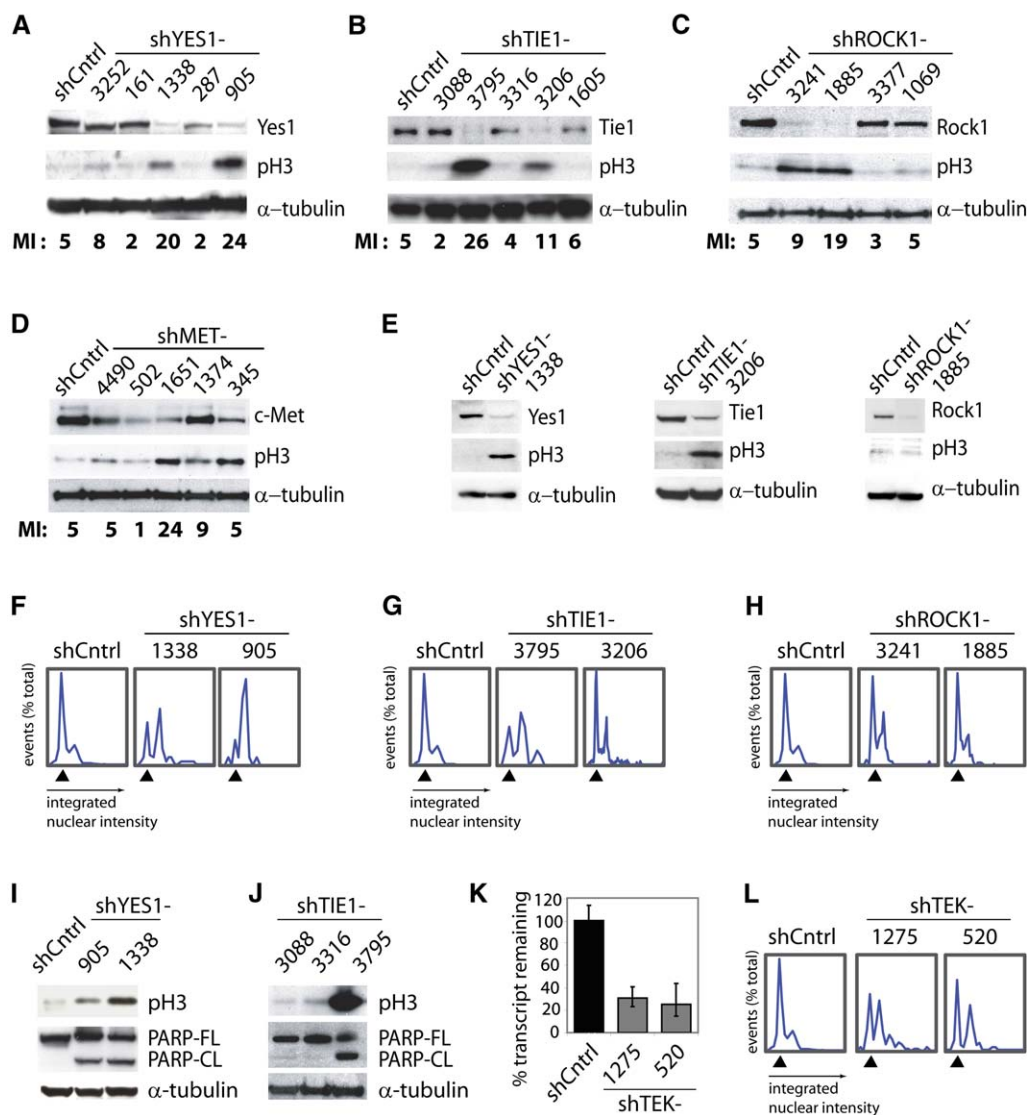 A
shYES1-
shCntrl 3252 161 1338 287 905
Yes1
pH3
α−tubulin
MI : 5 8 2 20 2 24
B
shTIE1-
shCntrl 3088 3795 3316 3206 1605
Tie1
pH3
α−tubulin
MI : 5 2 26 4 11 6
C
shROCK1-
shCntrl 3241 1885 3377 1069
Rock1
pH3
α−tubulin
MI: 5 9 19 3 5
D
shMET-
shCntrl 4490 502 1651 1374 345
c-Met
pH3
α−tubulin
MI: 5 5 1 24 9 5
E
shCntrl shYES1-1338
Yes1
pH3
α−tubulin
shCntrl shTIE1-3206
Tie1
pH3
α−tubulin
shCntrl shROCK1-1885
Rock1
pH3
α−tubulin
F
shYES1-
shCntrl 1338 905
events (% total)
integrated
nuclear intensity
G
shTIE1-
shCntrl 3795 3206
events (% total)
integrated
nuclear intensity
H
shROCK1-
shCntrl 3241 1885
events (% total)
integrated
nuclear intensity
I
shYES1-
shCntrl 905 1338
pH3
PARP-FL
PARP-CL
α−tubulin
J
shTIE1-
3088 3316 3795
pH3
PARP-FL
PARP-CL
α−tubulin
K
% transcript remaining
120
100
80
60
40
20
0
shCntrl 1275 520
shTEK-
L
shTEK-
shCntrl 1275 520
events (% total)
integrated
nuclear intensity